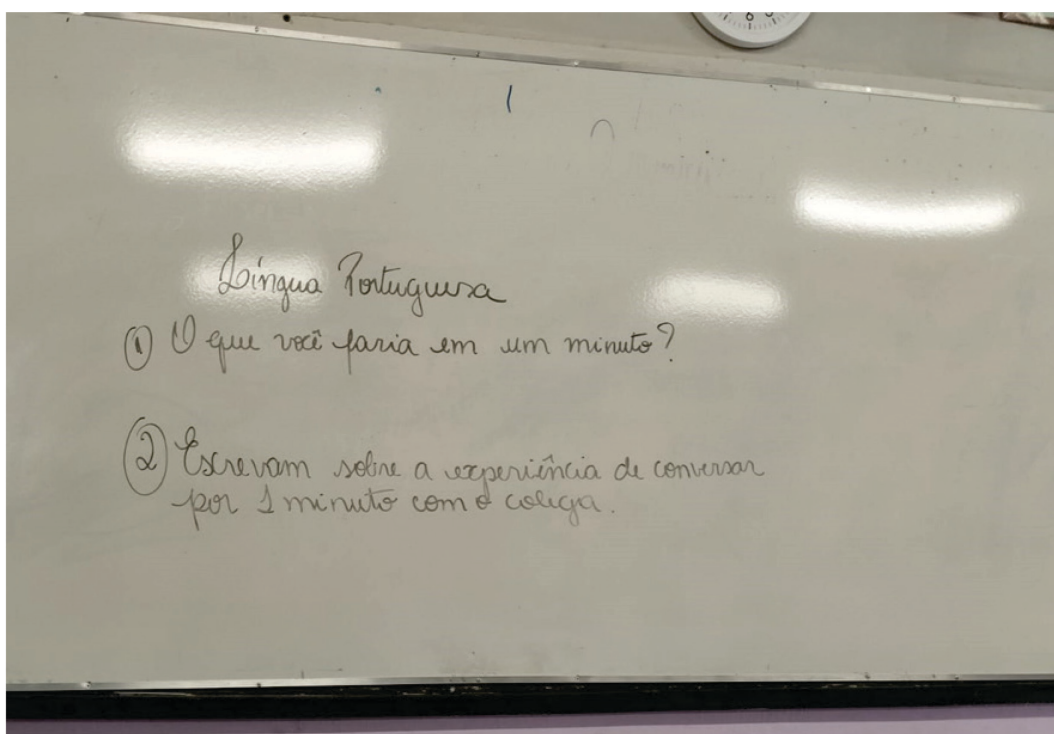 Língua Portuguesa
① O que você faria em um minuto?
② Escrevam sobre a experiência de conversar
por 1 minuto com o colega.